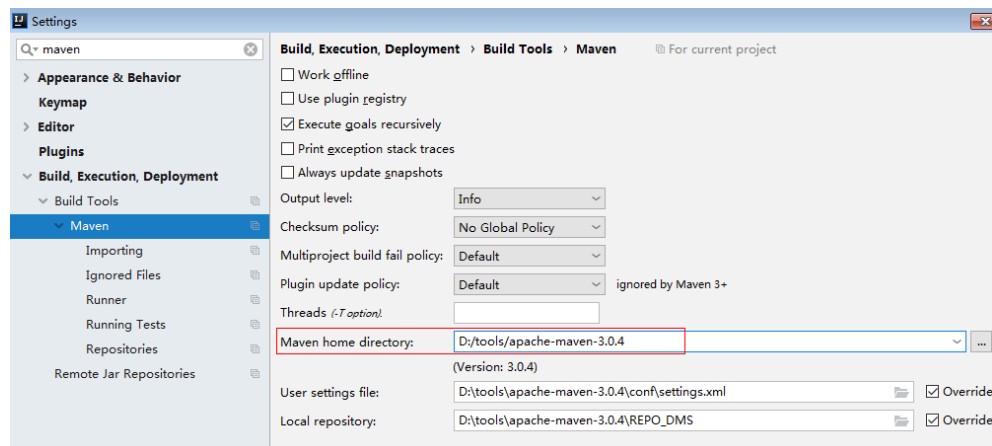 Settings
maven
Build, Execution, Deployment > Build Tools > Maven For current project
Appearance & Behavior
Keymap
Editor
Plugins
Build, Execution, Deployment
Build Tools
Maven
Importing
Ignored Files
Runner
Running Tests
Repositories
Remote Jar Repositories
Work offline
Use plugin registry
Execute goals recursively
Print exception stack traces
Always update snapshots
Output level: Info
Checksum policy: No Global Policy
Multiproject build fail policy: Default
Plugin update policy: Default ignored by Maven 3+
Threads (-T option).
Maven home directory: D:/tools/apache-maven-3.0.4 ...
(Version: 3.0.4)
User settings file: D:\tools\apache-maven-3.0.4\conf\settings.xml Override
Local repository: D:\tools\apache-maven-3.0.4\REPO_DMS Override